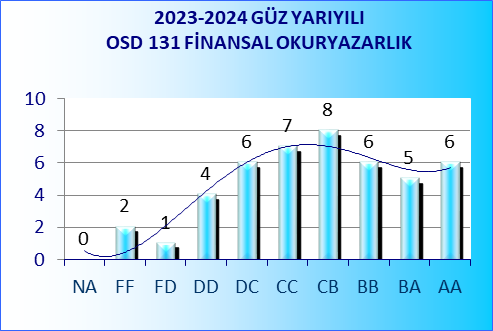 2023-2024 GÜZ YARIYILI
OSD 131 FİNANSAL OKURYAZARLIK
10
8
6
4
2
0
0 2 1 4 6 7 8 6 5 6
NA FF FD DD DC CC CB BB BA AA